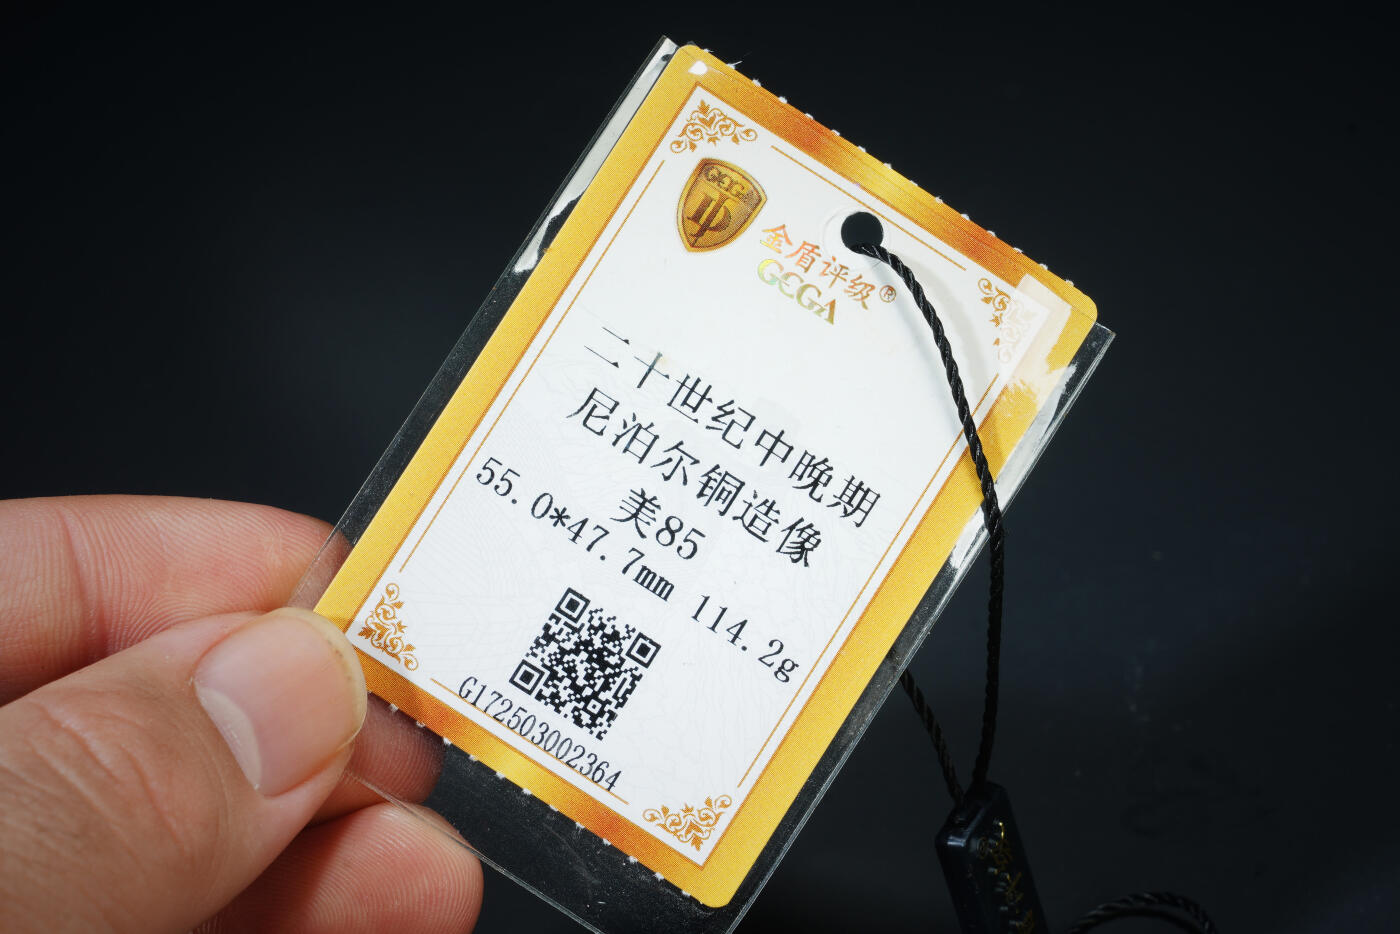 GCGA
金盾评级®
GCGA
二十世纪中晚期
尼泊尔铜造像
美85
55.0*47.7mm 114.2g
G172503002364